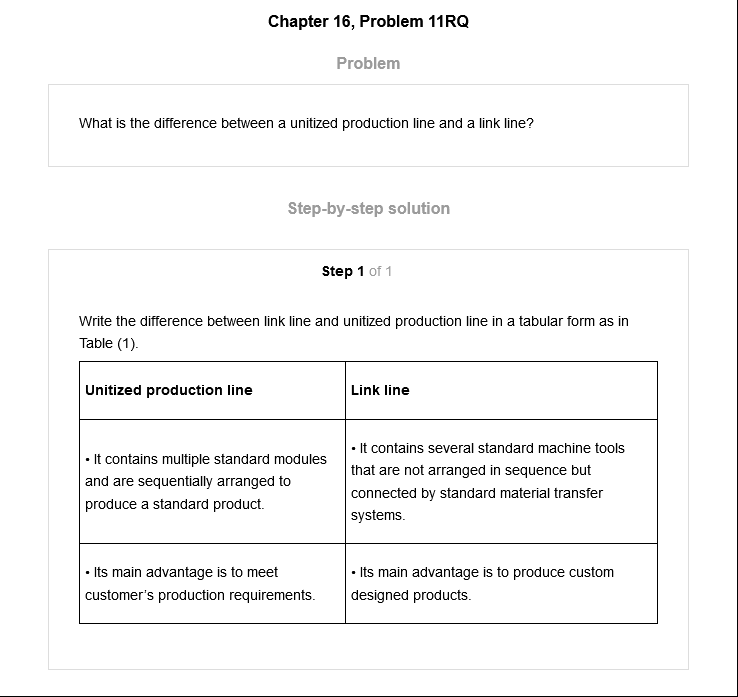 Chapter 16, Problem 11RQ
Problem
What is the difference between a unitized production line and a link line?
Step-by-step solution
Step 1 of 1
Write the difference between link line and unitized production line in a tabular form as in
Table (1).
Unitized production line
Link line
• It contains multiple standard modules
and are sequentially arranged to
produce a standard product.
• It contains several standard machine tools
that are not arranged in sequence but
connected by standard material transfer
systems.
• Its main advantage is to meet
customer’s production requirements.
• Its main advantage is to produce custom
designed products.